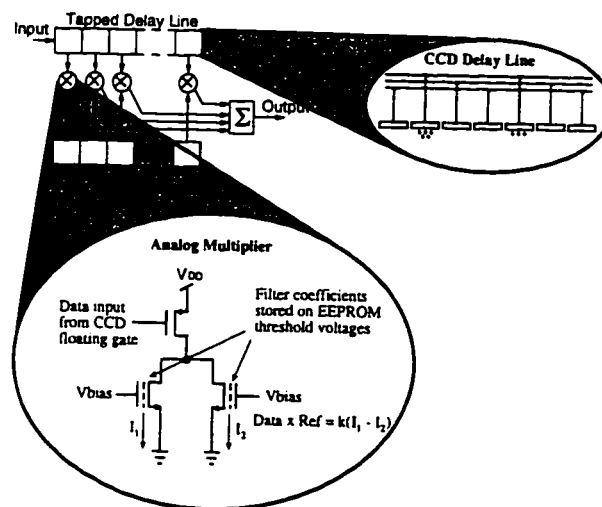 Tapped Delay Line
Input
CCD Delay Line
Σ
Output
Analog Multiplier
VDD
Data input
from CCD
floating gate
Filter coefficients
stored on EEPROM
threshold voltages
Vbias
Vbias
I1
I2
Data x Ref = k(I1 - I2)